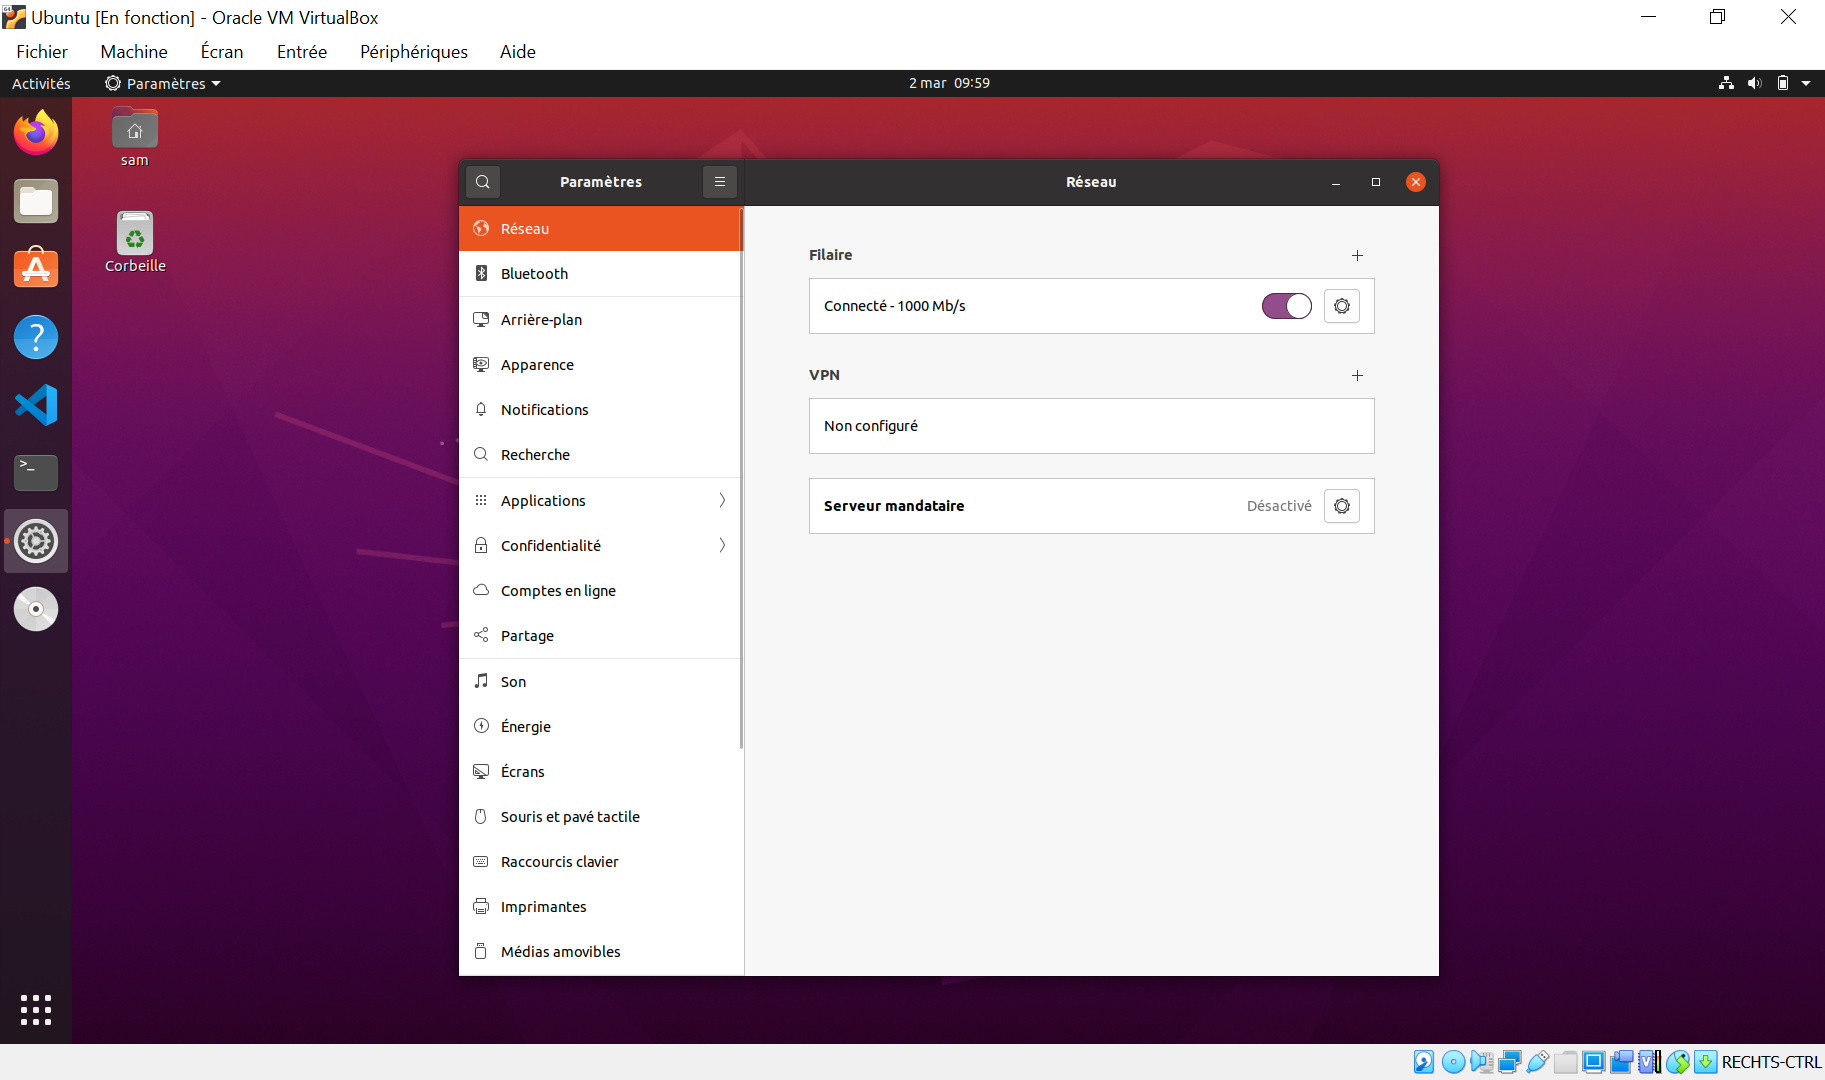 Ubuntu [En fonction] - Oracle VM VirtualBox
Fichier Machine Écran Entrée Périphériques Aide
Activités Paramètres 2 mar 09:59
sam
Corbeille
Paramètres Réseau
Réseau
Bluetooth
Arrière-plan
Apparence
Notifications
Recherche
Applications
Confidentialité
Comptes en ligne
Partage
Son
Énergie
Écrans
Souris et pavé tactile
Raccourcis clavier
Imprimantes
Médias amovibles
Filaire
Connecté - 1000 Mb/s
VPN
Non configuré
Serveur mandataire Désactivé
RECHTS-CTRL